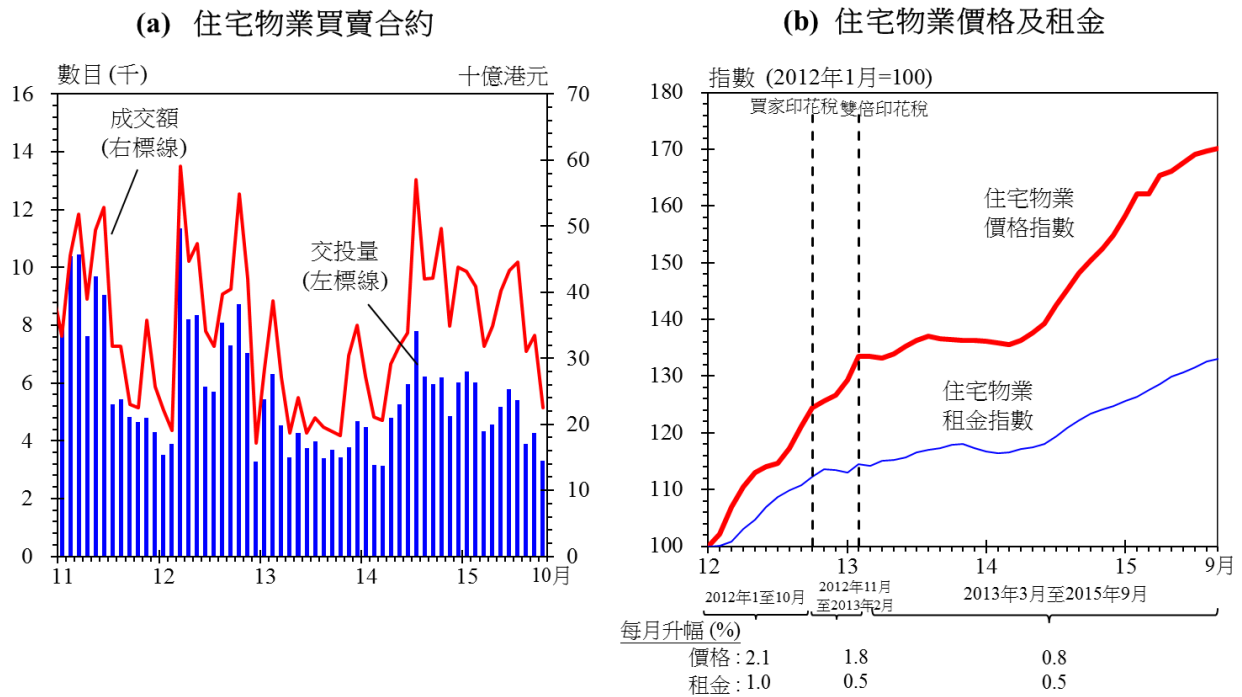 (a) 住宅物業買賣合約
數目 (千)
十億港元
16
14
12
10
8
6
4
2
0
70
60
50
40
30
20
10
0
成交額
(右標線)
交投量
(左標線)
11
12
13
14
15
10月
(b) 住宅物業價格及租金
指數 (2012年1月=100)
180
170
160
150
140
130
120
110
100
買家印花稅
雙倍印花稅
住宅物業
價格指數
住宅物業
租金指數
12
13
14
15
9月
2012年1至10月
2012年11月
至2013年2月
2013年3月至2015年9月
每月升幅 (%)
價格 : 2.1 1.8 0.8
租金 : 1.0 0.5 0.5